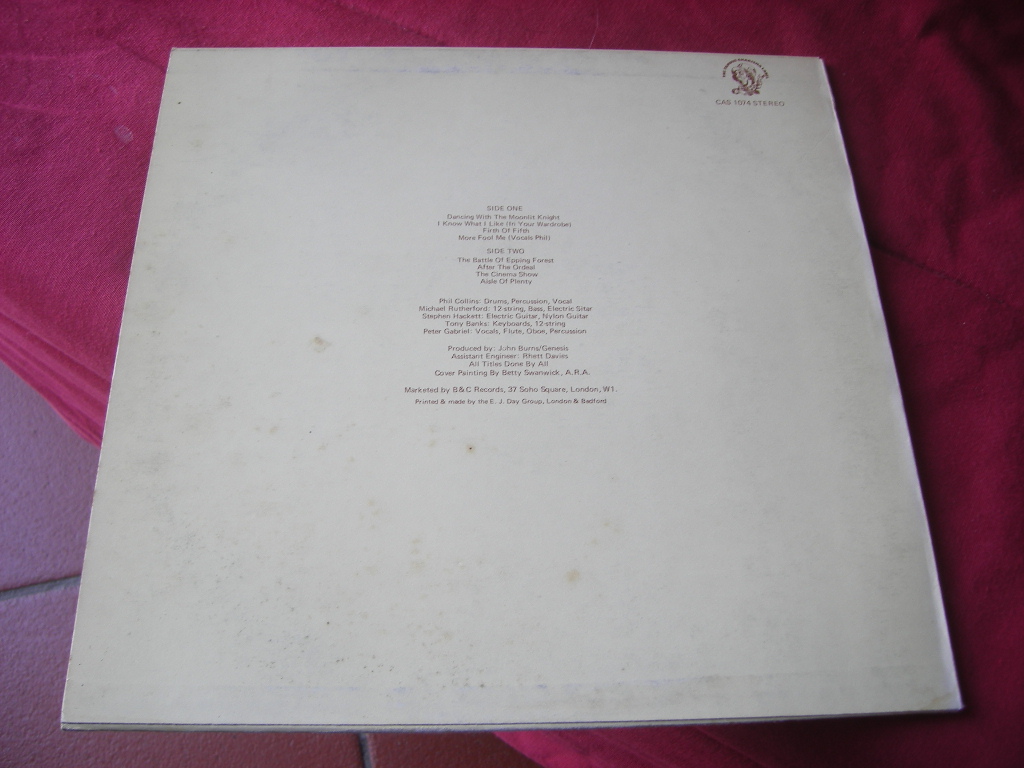 THE FAMOUS CHARISMA LABEL
CAS 1074 STEREO
SIDE ONE
Dancing With The Moonlit Knight
I Know What I Like (In Your Wardrobe)
Firth Of Fifth
More Fool Me (Vocals Phil)
SIDE TWO
The Battle Of Epping Forest
After The Ordeal
The Cinema Show
Aisle Of Plenty
Phil Collins: Drums, Percussion, Vocal
Michael Rutherford: 12-string, Bass, Electric Sitar
Stephen Hackett: Electric Guitar, Nylon Guitar
Tony Banks: Keyboards, 12-string
Peter Gabriel: Vocals, Flute, Oboe, Percussion
Produced by: John Burns/Genesis
Assistant Engineer: Rhett Davies
All Titles Done By All
Cover Painting By Betty Swanwick, A.R.A.
Marketed by B&C Records, 37 Soho Square, London, W1.
Printed & made by the E. J. Day Group, London & Bedford